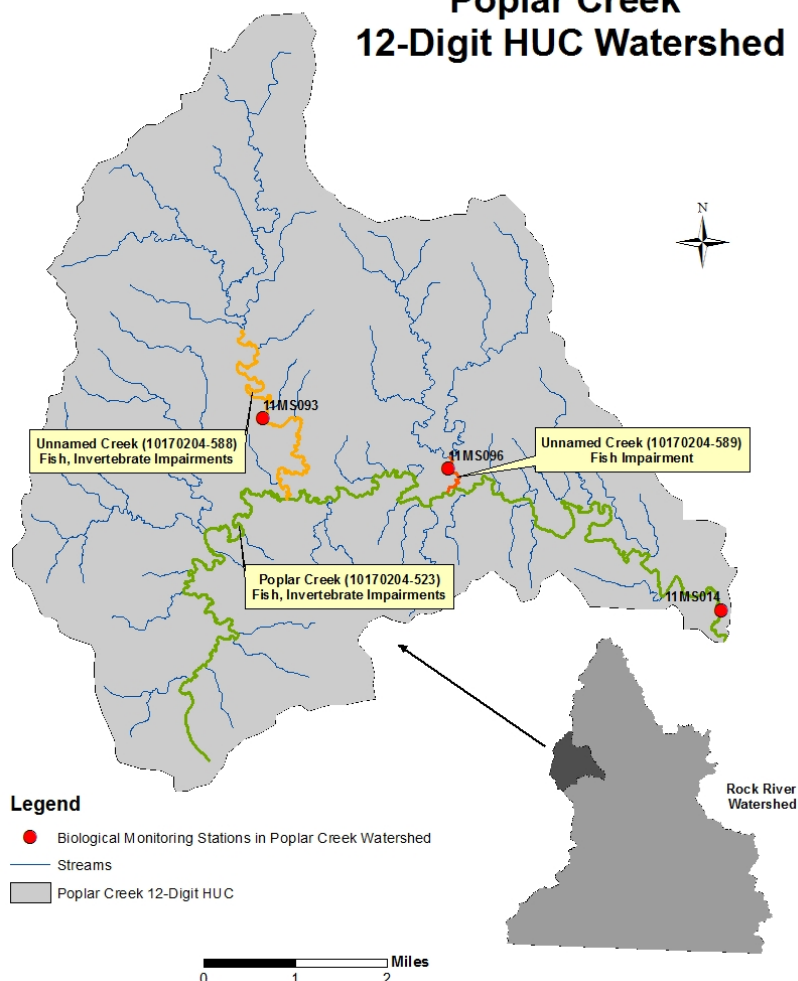 Poplar Creek
12-Digit HUC Watershed
N
11MS093
Unnamed Creek (10170204-588)
Fish, Invertebrate Impairments
11MS096
Unnamed Creek (10170204-589)
Fish Impairment
Poplar Creek (10170204-523)
Fish, Invertebrate Impairments
11MS014
Rock River
Watershed
Legend
Biological Monitoring Stations in Poplar Creek Watershed
Streams
Poplar Creek 12-Digit HUC
Miles
0 1 2